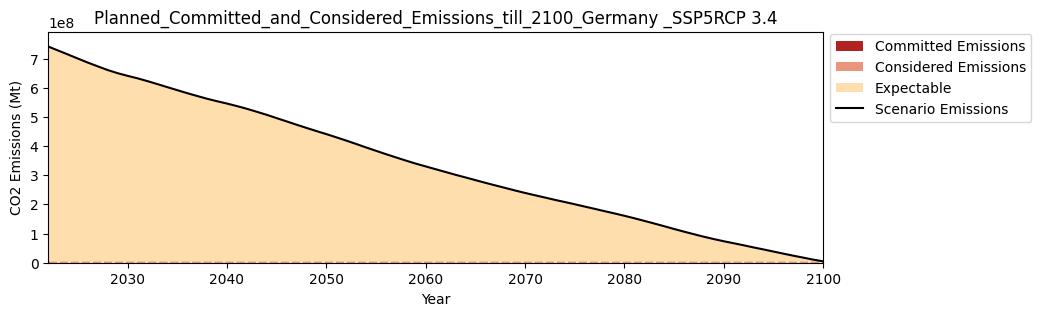 Planned_Committed_and_Considered_Emissions_till_2100_Germany _SSP5RCP 3.4
1e8
CO2 Emissions (Mt)
7
6
5
4
3
2
1
0
2030 2040 2050 2060 2070 2080 2090 2100
Year
Committed Emissions
Considered Emissions
Expectable
Scenario Emissions